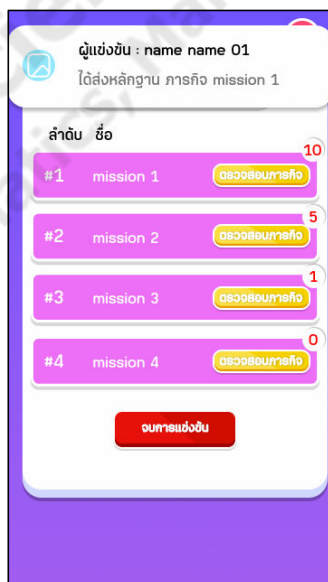 ผู้แข่งขัน : name name 01
ได้ส่งหลักฐาน ภารกิจ mission 1
ลำดับ ชื่อ
10
#1 mission 1 ตรวจสอบภารกิจ
5
#2 mission 2 ตรวจสอบภารกิจ
1
#3 mission 3 ตรวจสอบภารกิจ
0
#4 mission 4 ตรวจสอบภารกิจ
จบการแข่งขัน